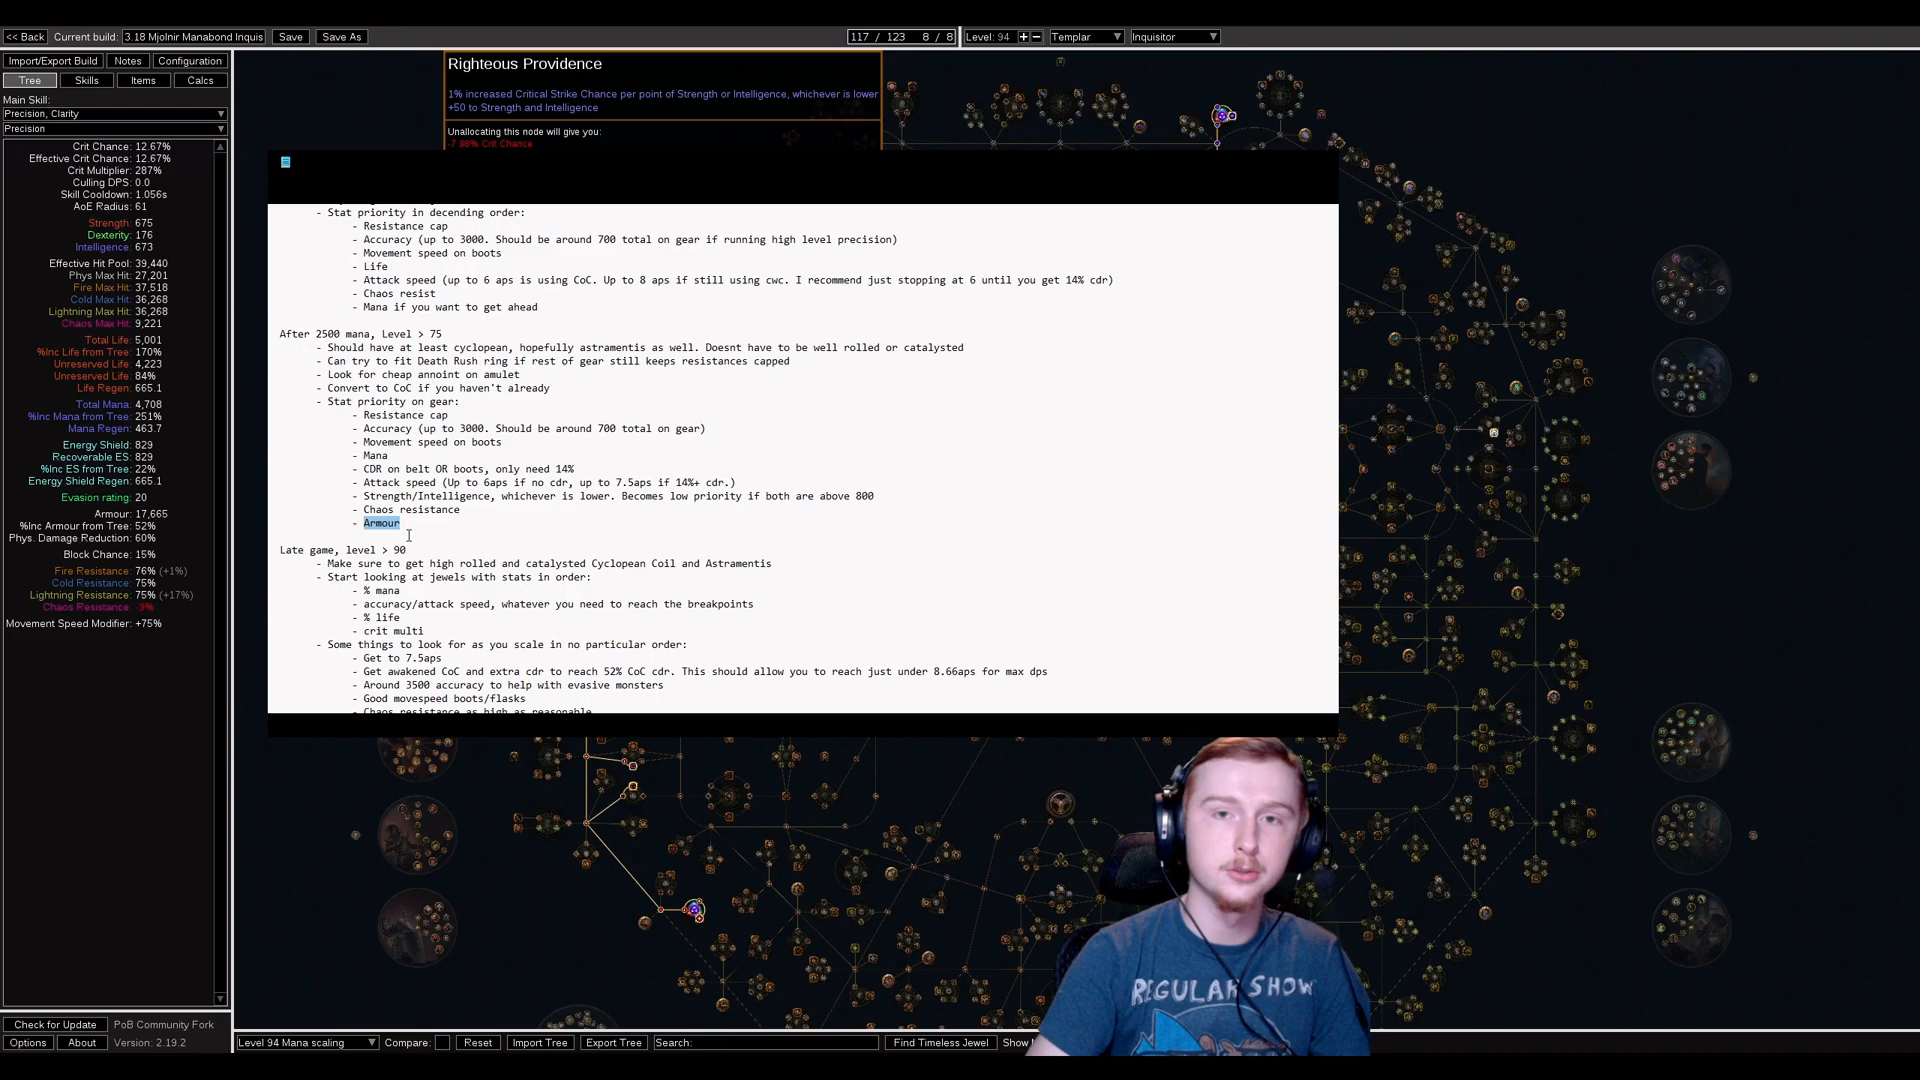 << Back
Current build:
3.18 Mjolnir Manabond Inquis
Save
Save As
117 / 123 8 / 8
Level: 94
+
−
Templar
Inquisitor
Import/Export Build
Notes
Configuration
Tree
Skills
Items
Calcs
Main Skill:
Precision, Clarity
Precision
Crit Chance: 12.67%
Effective Crit Chance: 12.67%
Crit Multiplier: 287%
Culling DPS: 0.0
Skill Cooldown: 1.056s
AoE Radius: 61
Strength: 675
Dexterity: 176
Intelligence: 673
Effective Hit Pool: 39,440
Phys Max Hit: 27,201
Fire Max Hit: 37,518
Cold Max Hit: 36,268
Lightning Max Hit: 36,268
Chaos Max Hit: 9,221
Total Life: 5,001
%Inc Life from Tree: 170%
Unreserved Life: 4,223
Unreserved Life: 84%
Life Regen: 665.1
Total Mana: 4,708
%Inc Mana from Tree: 251%
Mana Regen: 463.7
Energy Shield: 829
Recoverable ES: 829
%Inc ES from Tree: 22%
Energy Shield Regen: 665.1
Evasion rating: 20
Armour: 17,665
%Inc Armour from Tree: 52%
Phys. Damage Reduction: 60%
Block Chance: 15%
Fire Resistance: 76% (+1%)
Cold Resistance: 75%
Lightning Resistance: 75% (+17%)
Chaos Resistance: -9%
Movement Speed Modifier: +75%
Righteous Providence
1% increased Critical Strike Chance per point of Strength or Intelligence, whichever is lower
+50 to Strength and Intelligence
Unallocating this node will give you:
-7.98% Crit Chance
- Stat priority in decending order:
- Resistance cap
- Accuracy (up to 3000. Should be around 700 total on gear if running high level precision)
- Movement speed on boots
- Life
- Attack speed (up to 6 aps is using CoC. Up to 8 aps if still using cwc. I recommend just stopping at 6 until you get 14% cdr)
- Chaos resist
- Mana if you want to get ahead
After 2500 mana, Level > 75
- Should have at least cyclopean, hopefully astramentis as well. Doesnt have to be well rolled or catalysted
- Can try to fit Death Rush ring if rest of gear still keeps resistances capped
- Look for cheap annoint on amulet
- Convert to CoC if you haven't already
- Stat priority on gear:
- Resistance cap
- Accuracy (up to 3000. Should be around 700 total on gear)
- Movement speed on boots
- Mana
- CDR on belt OR boots, only need 14%
- Attack speed (Up to 6aps if no cdr, up to 7.5aps if 14%+ cdr.)
- Strength/Intelligence, whichever is lower. Becomes low priority if both are above 800
- Chaos resistance
- Armour
Late game, level > 90
- Make sure to get high rolled and catalysted Cyclopean Coil and Astramentis
- Start looking at jewels with stats in order:
- % mana
- accuracy/attack speed, whatever you need to reach the breakpoints
- % life
- crit multi
- Some things to look for as you scale in no particular order:
- Get to 7.5aps
- Get awakened CoC and extra cdr to reach 52% CoC cdr. This should allow you to reach just under 8.66aps for max dps
- Around 3500 accuracy to help with evasive monsters
- Good movespeed boots/flasks
- Chaos resistance as high as reasonable
REGULAR SHOW
Check for Update
PoB Community Fork
Options
About
Version: 2.19.2
Level 94 Mana scaling
Compare:
Reset
Import Tree
Export Tree
Search:
Find Timeless Jewel
Show